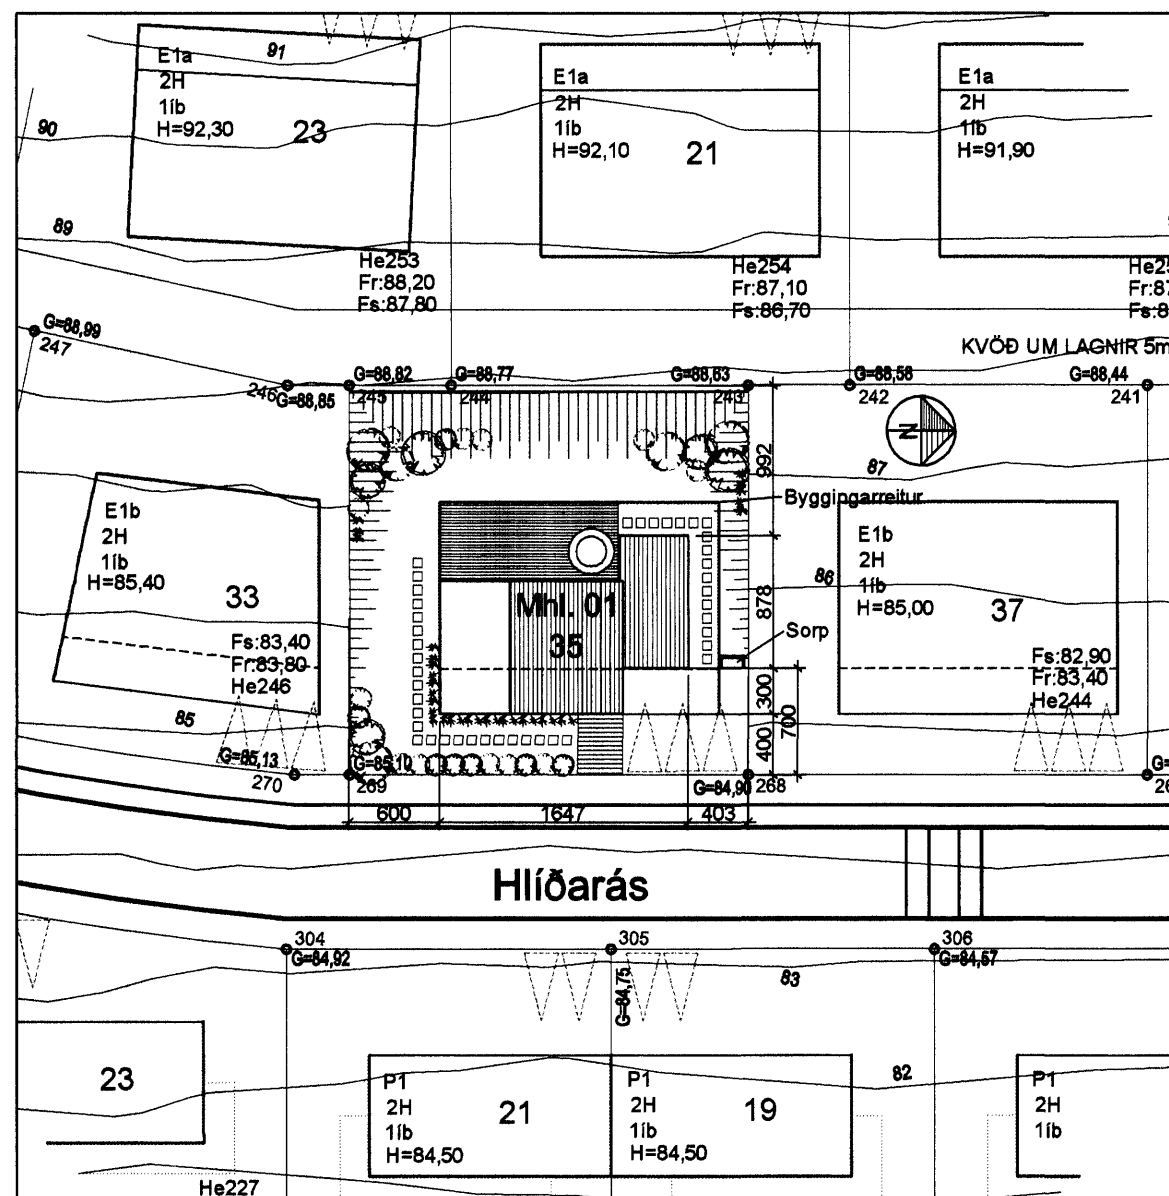 91
E1a
2H
1íb
H=92,30
23
90
89
He253
Fr:88,20
Fs:87,80
E1a
2H
1íb
H=92,10
21
He254
Fr:87,10
Fs:86,70
E1a
2H
1íb
H=91,90
G=88,99
247
KVÖÐ UM LAGNIR 5m
246
G=88,85
G=88,82
245
G=88,77
244
G=88,63
243
G=88,58
242
G=88,44
241
N
87
992
Byggingarreitur
E1b
2H
1íb
H=85,40
33
Fs:83,40
Fr:83,80
He246
85
Mhl. 01
35
86
878
Sorp
300
700
400
E1b
2H
1íb
H=85,00
37
Fs:82,90
Fr:83,40
He244
G=85,13
270
G=85,10
269
G=84,90
268
600
1647
403
Hlíðarás
304
G=84,92
305
G=84,75
306
G=84,57
83
82
23
He227
P1
2H
1íb
H=84,50
21
P1
2H
1íb
H=84,50
19
P1
2H
1íb